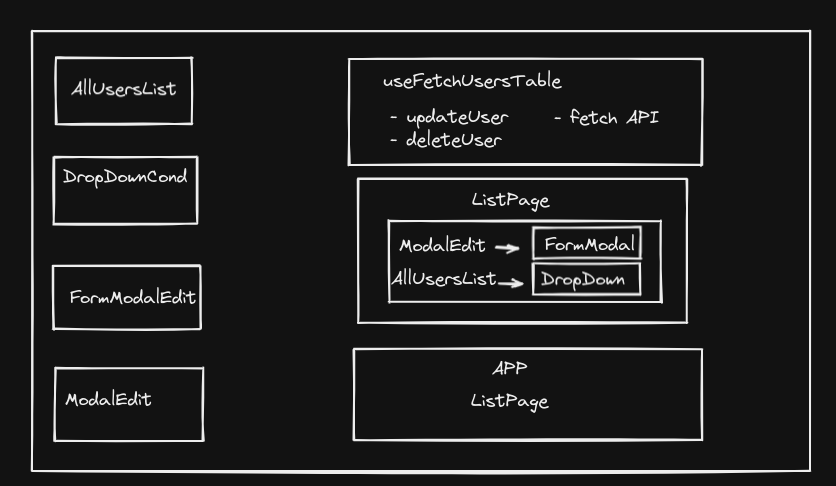 AllUsersList
DropDownCond
FormModalEdit
ModalEdit
useFetchUsersTable
- updateUser - fetch API
- deleteUser
ListPage
ModalEdit → FormModal
AllUsersList → DropDown
APP
ListPage